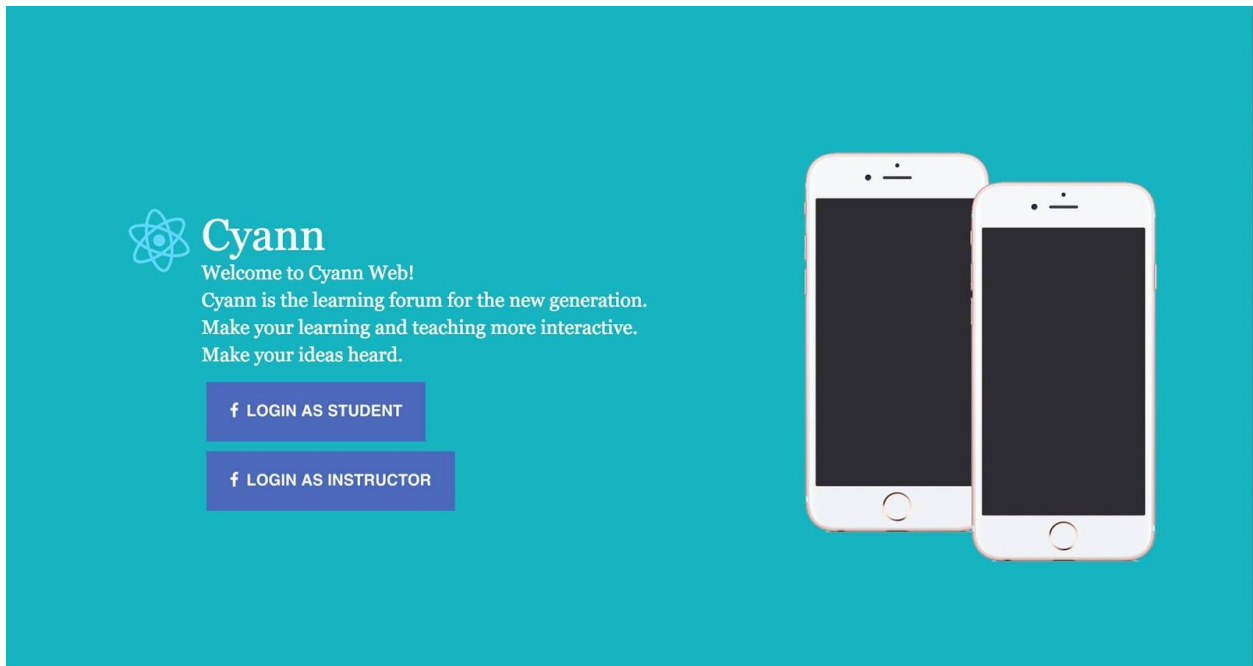 Cyann
Welcome to Cyann Web!
Cyann is the learning forum for the new generation.
Make your learning and teaching more interactive.
Make your ideas heard.
f LOGIN AS STUDENT
f LOGIN AS INSTRUCTOR